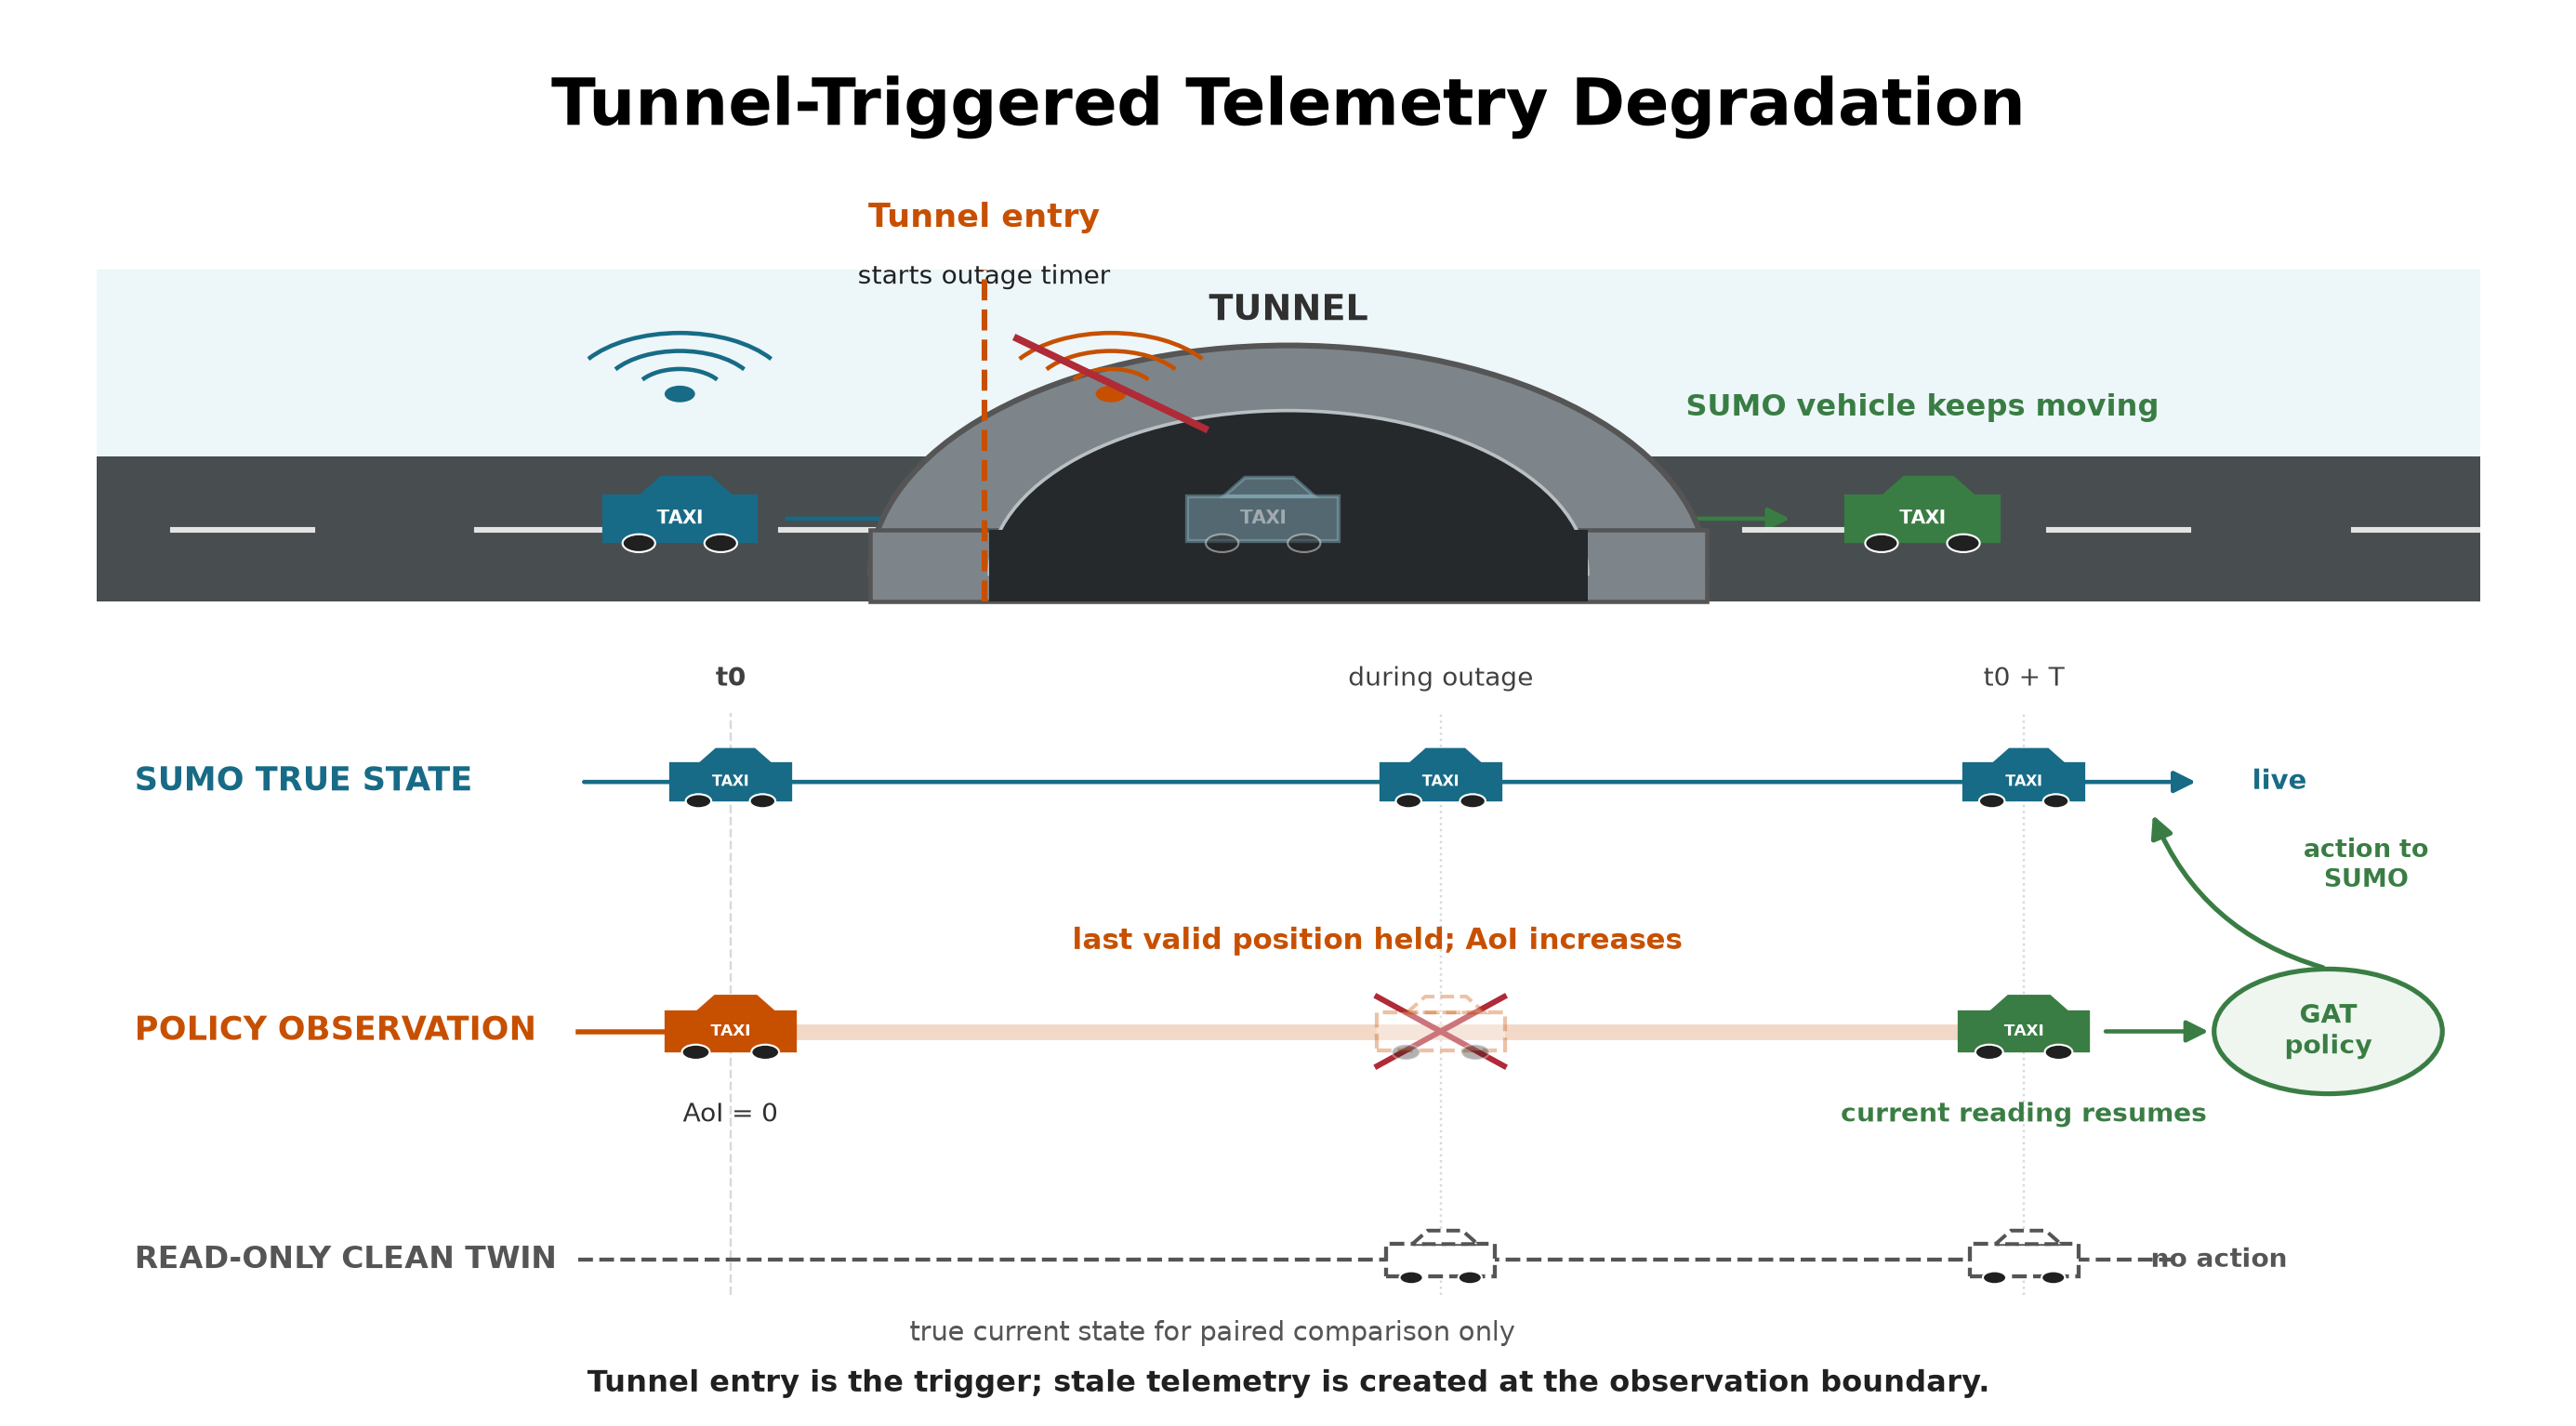 Tunnel-Triggered Telemetry Degradation
Tunnel entry
starts outage timer
TUNNEL
SUMO vehicle keeps moving
TAXI
TAXI
TAXI
t0
during outage
t0 + T
SUMO TRUE STATE
TAXI
TAXI
TAXI
live
action to
SUMO
last valid position held; AoI increases
POLICY OBSERVATION
TAXI
TAXI
GAT
policy
AoI = 0
current reading resumes
READ-ONLY CLEAN TWIN
no action
true current state for paired comparison only
Tunnel entry is the trigger; stale telemetry is created at the observation boundary.